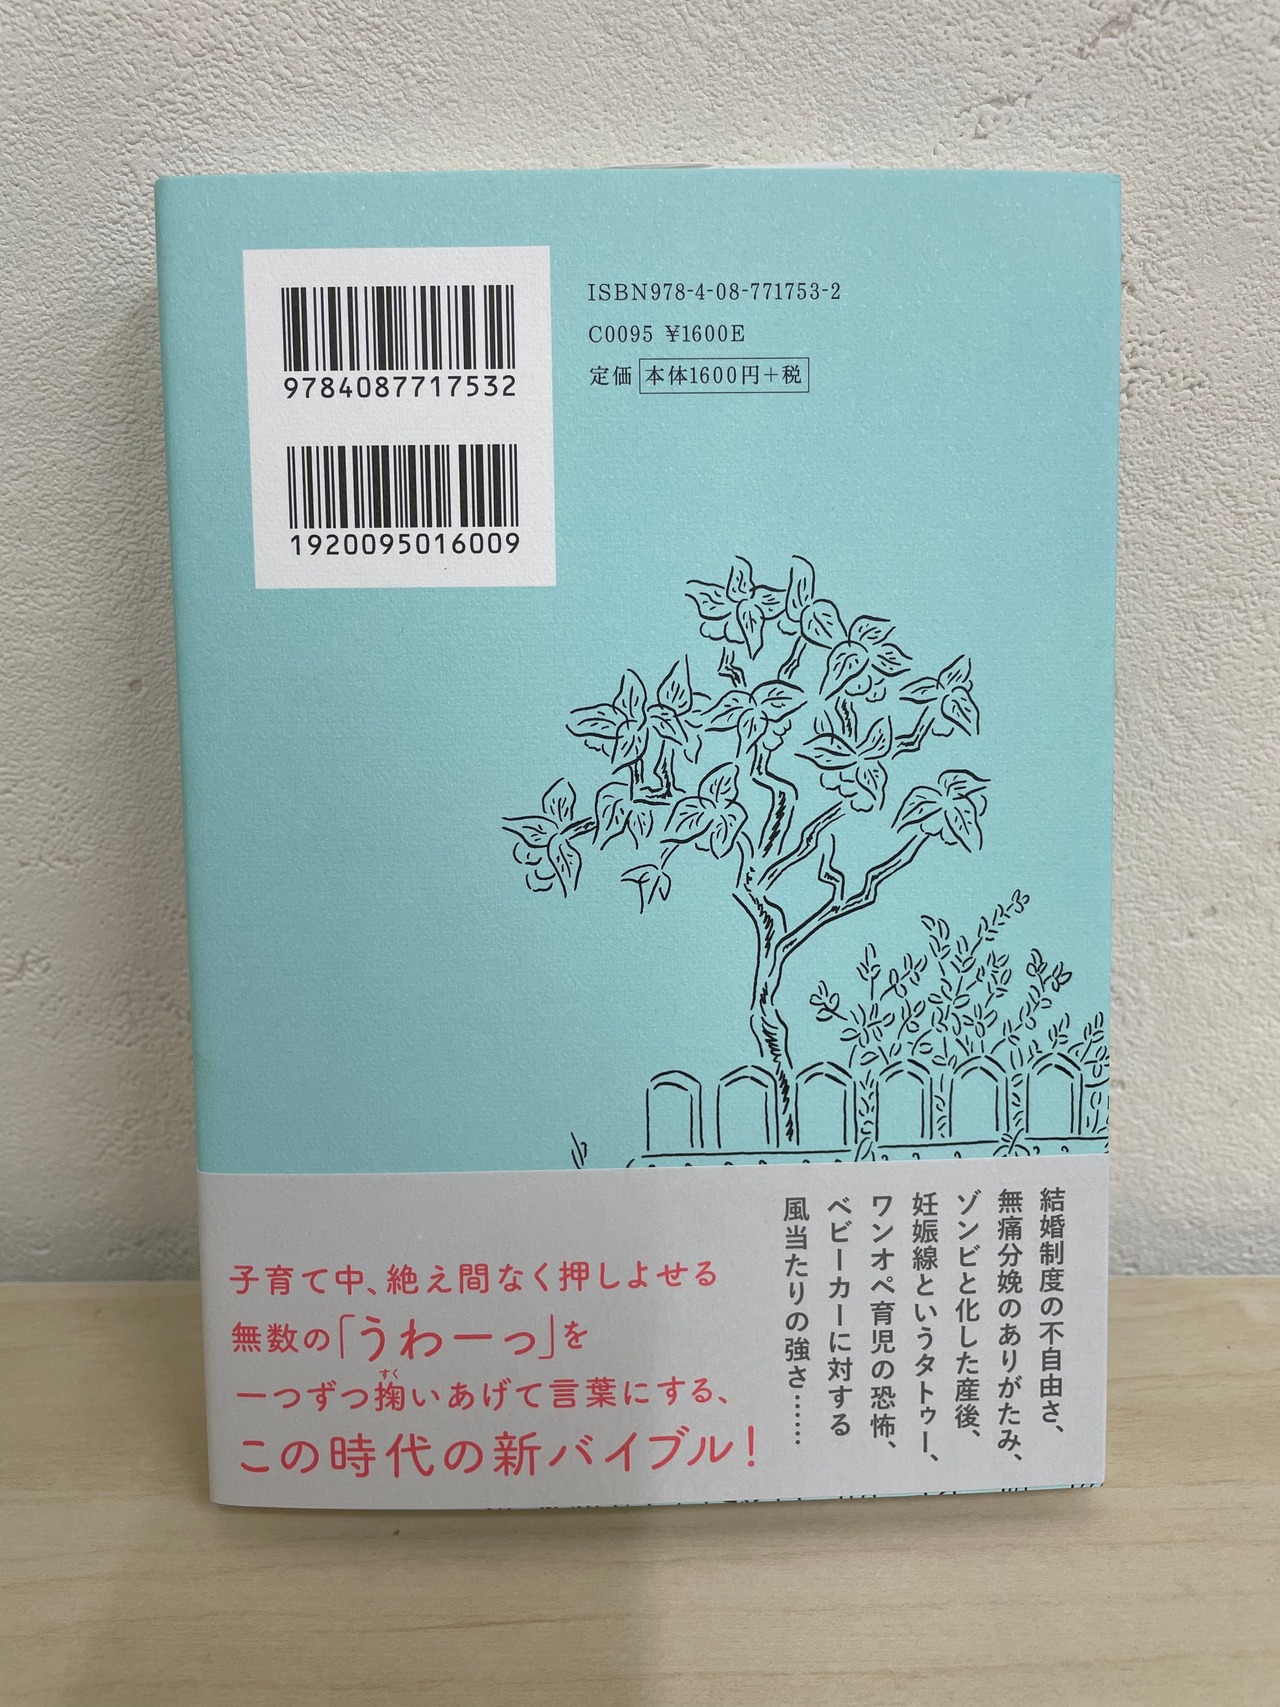 9784087717532
1920095016009
ISBN978-4-08-771753-2
C0095 ¥1600E
定価 本体1600円+税
結婚制度の不自由さ、
無痛分娩のありがたみ、
ゾンビと化した産後、
妊娠線というタトゥー、
ワンオペ育児の恐怖、
ベビーカーに対する
風当たりの強さ……
子育て中、絶え間なく押しよせる
無数の「うわーっ」を
すく
一つずつ掬いあげて言葉にする、
この時代の新バイブル!